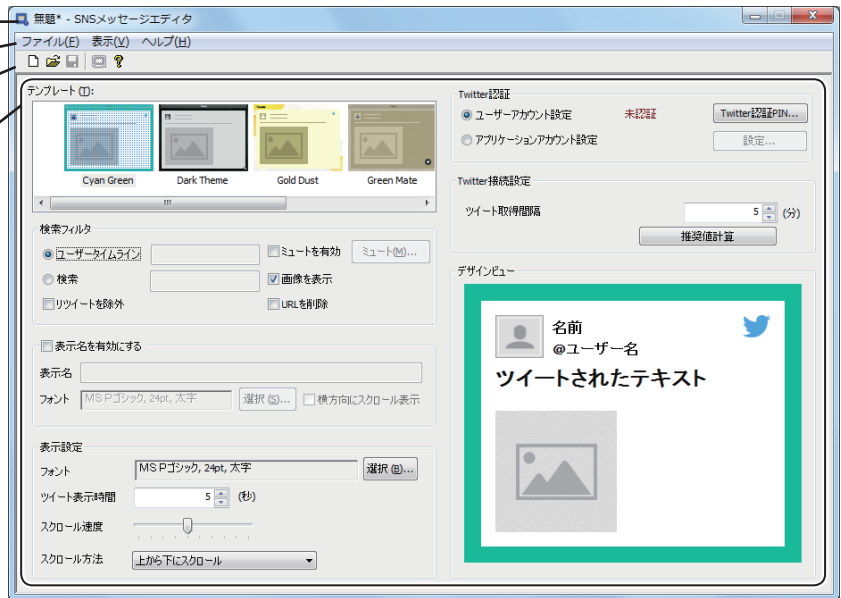 無題* - SNSメッセージエディタ
ファイル(F) 表示(V) ヘルプ(H)
テンプレート (T):
Cyan Green Dark Theme Gold Dust Green Mate
検索フィルタ
ユーザータイムライン ミュートを有効 ミュート(M)...
検索 画像を表示
リツイートを除外 URLを削除
表示名を有効にする
表示名
フォント MS Pゴシック, 24pt, 太字 選択 (S)... 横方向にスクロール表示
表示設定
フォント MS Pゴシック, 24pt, 太字 選択 (B)...
ツイート表示時間 5 (秒)
スクロール速度
スクロール方法 上から下にスクロール
Twitter認証
ユーザーアカウント設定 未認証 Twitter認証PIN...
アプリケーションアカウント設定 設定...
Twitter接続設定
ツイート取得間隔 5 (分)
推奨値計算
デザインビュー
名前
@ユーザー名
ツイートされたテキスト